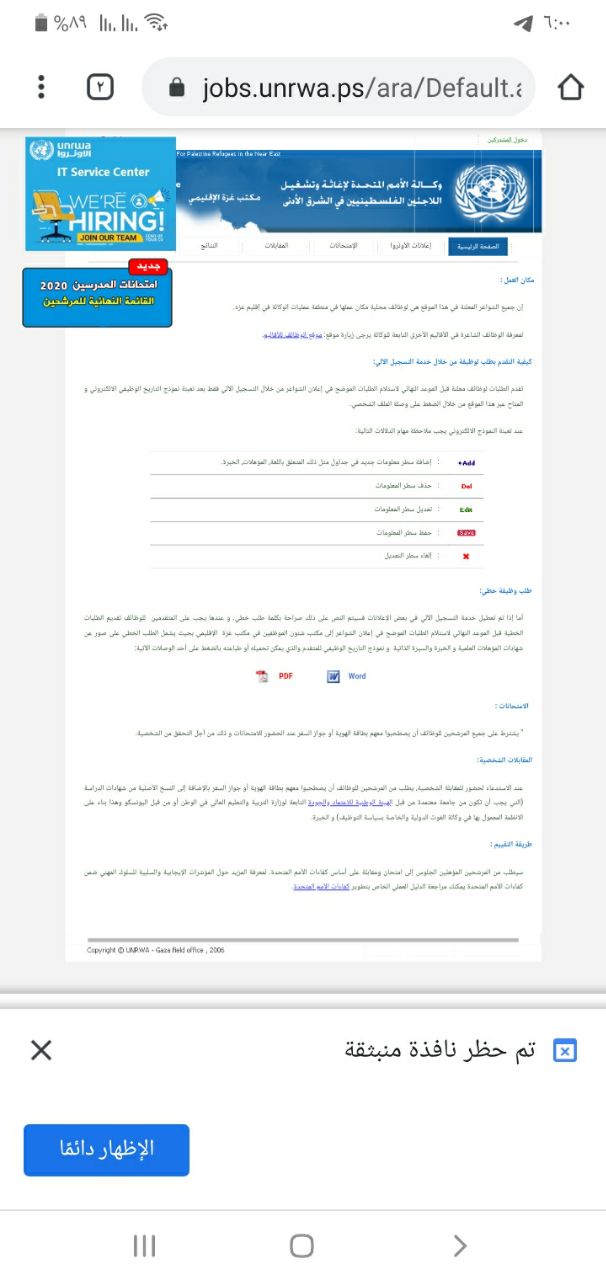 %٨٩
٦:٠٠
٢
jobs.unrwa.ps/ara/Default.a
دخول المشتركين
unrwa
الأونروا
IT Service Center
WE'RE
HIRING!
JOIN OUR TEAM
For Palestine Refugees in the Near East
وكـــالة الأمم المتحدة لإغاثة وتشغيل
اللاجئين الفلسطينيين في الشرق الأدنى
مكتب غزة الإقليمي
الصفحة الرئيسية
إعلانات الأونروا
الإمتحانات
المقابلات
النتائج
جديد
امتحانات المدرسين 2020
القائمة النهائية للمرشحين
مكان العمل :
إن جميع الشواغر المعلنة في هذا الموقع هي لوظائف محلية مكان عملها في منطقة عمليات الوكالة في إقليم غزه.
لمعرفة الوظائف الشاغرة في الأقاليم الأخرى التابعة للوكالة يرجى زيارة موقع: موقع الوظائف للأقاليم.
كيفية التقدم بطلب لوظيفة من خلال خدمة التسجيل الآلي:
تقدم الطلبات لوظائف معلنة قبل الموعد النهائي لاستلام الطلبات الموضح في إعلان الشواغر من خلال التسجيل الآلي فقط بعد تعبئة نموذج التاريخ الوظيفي الالكتروني و
المتاح عبر هذا الموقع من خلال الضغط على وصلة الملف الشخصي.
عند تعبئة النموذج الالكتروني يجب ملاحظة مهام الدلالات التالية:
+Add : إضافة سطر معلومات جديد في جداول مثل تلك المتعلق باللغة, المؤهلات, الخبرة.
Del : حذف سطر المعلومات
Edit : تعديل سطر المعلومات
Save : حفظ سطر المعلومات
: إلغاء سطر التعديل
طلب وظيفة خطي:
أما إذا تم تعطيل خدمة التسجيل الآلي في بعض الإعلانات فسيتم النص على ذلك صراحة بكلمة طلب خطي. و عندها يجب على المتقدمين للوظائف تقديم الطلبات
الخطية قبل الموعد النهائي لاستلام الطلبات الموضح في إعلان الشواغر إلى مكتب شئون الموظفين في مكتب غزة الإقليمي بحيث يشمل الطلب الخطي على صور عن
شهادات المؤهلات العلمية و الخبرة والسيرة الذاتية و نموذج التاريخ الوظيفي للمتقدم والذي يمكن تحميله أو طباعته بالضغط على أحد الوصلات الآتية:
Word
PDF
الامتحانات :
* يشترط على جميع المرشحين للوظائف أن يصطحبوا معهم بطاقة الهوية أو جواز السفر عند الحضور للامتحانات و ذلك من أجل التحقق من الشخصية.
المقابلات الشخصية:
عند الاستدعاء لحضور للمقابلة الشخصية, يطلب من المرشحين للوظائف أن يصطحبوا معهم بطاقة الهوية أو جواز السفر بالإضافة إلى النسخ الأصلية من شهادات الدراسة
(التي يجب أن تكون من جامعة معتمدة من قبل الهيئة الوطنية للاعتماد والجودة التابعة لوزارة التربية والتعليم العالي في الوطن أو من قبل اليونسكو وهذا بناء على
الانظمة المعمول بها في وكالة الغوث الدولية والخاصة بسياسة التوظيف) و الخبرة.
طريقة التقييم :
سيطلب من المرشحين المؤهلين الجلوس إلى امتحان ومقابلة على أساس كفاءات الأمم المتحدة. لمعرفة المزيد حول المؤشرات الإيجابية والسلبية للسلوك المهني ضمن
كفاءات الأمم المتحدة يمكنك مراجعة الدليل العملي الخاص بتطوير كفاءات الأمم المتحدة.
Copyright © UNRWA - Gaza field office , 2006
تم حظر نافذة منبثقة
الإظهار دائمًا